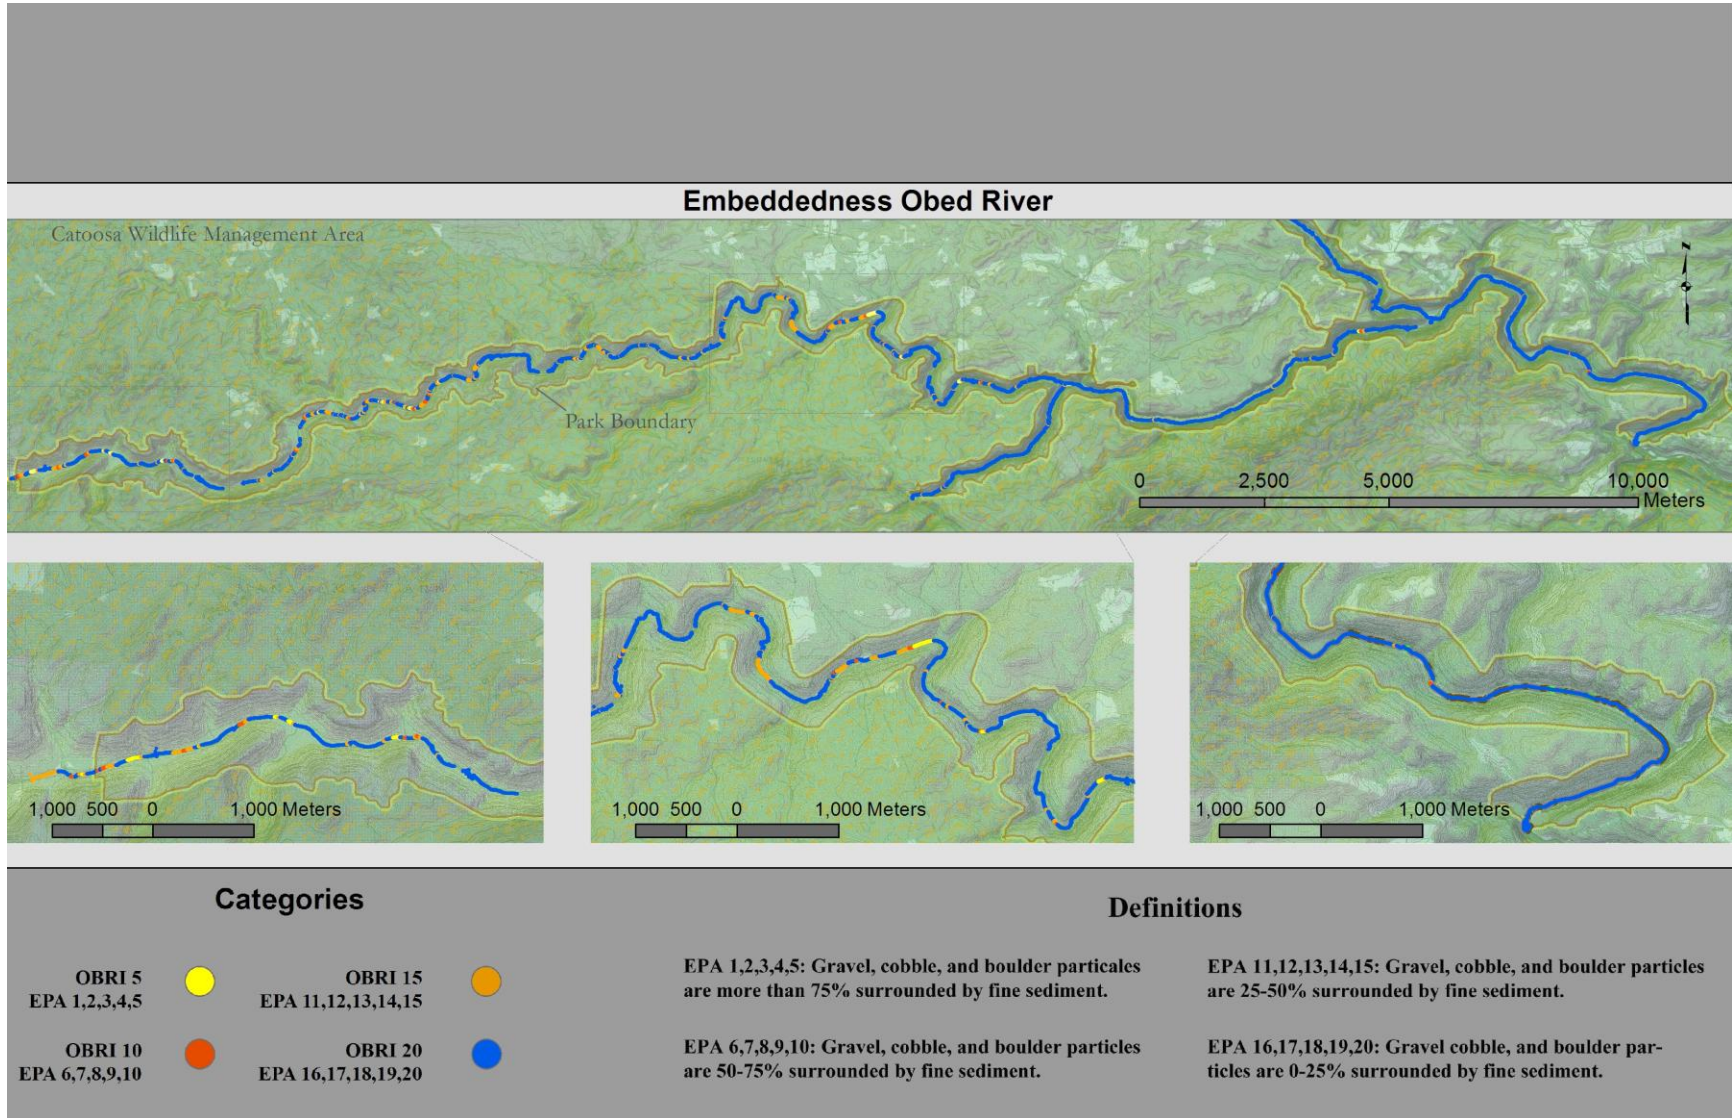 Embeddedness Obed River
Catoosa Wildlife Management Area
Park Boundary
0 2,500 5,000 10,000
Meters
1,000 500 0 1,000 Meters
1,000 500 0 1,000 Meters
1,000 500 0 1,000 Meters
Categories
OBRI 5
EPA 1,2,3,4,5
OBRI 15
EPA 11,12,13,14,15
OBRI 10
EPA 6,7,8,9,10
OBRI 20
EPA 16,17,18,19,20
Definitions
EPA 1,2,3,4,5: Gravel, cobble, and boulder particales
are more than 75% surrounded by fine sediment.
EPA 11,12,13,14,15: Gravel, cobble, and boulder particles
are 25-50% surrounded by fine sediment.
EPA 6,7,8,9,10: Gravel, cobble, and boulder particles
are 50-75% surrounded by fine sediment.
EPA 16,17,18,19,20: Gravel cobble, and boulder par-
ticles are 0-25% surrounded by fine sediment.